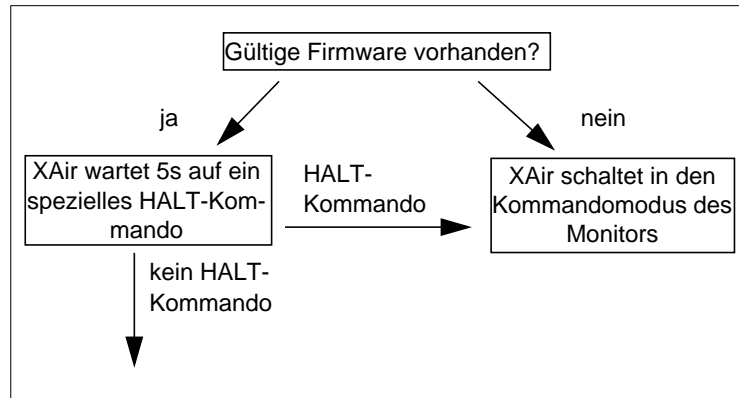 Gültige Firmware vorhanden?
ja
nein
XAir wartet 5s auf ein
spezielles HALT-Kom-
mando
HALT-
Kommando
XAir schaltet in den
Kommandomodus des
Monitors
kein HALT-
Kommando